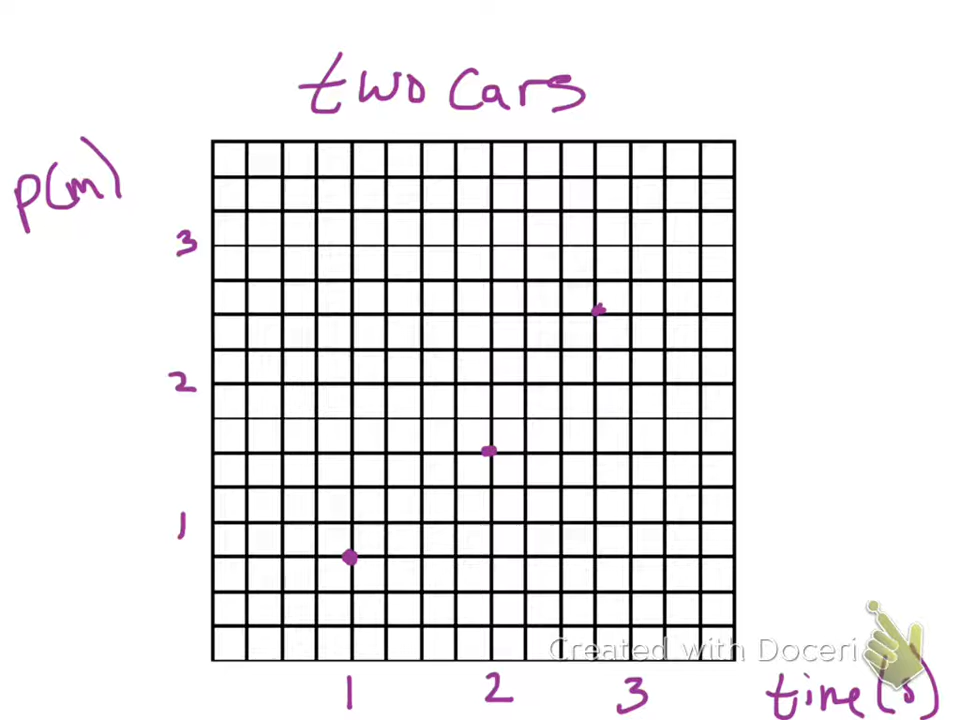 two cars
p(m)
3
2
1
Created with Doceri
1 2 3 time(s)